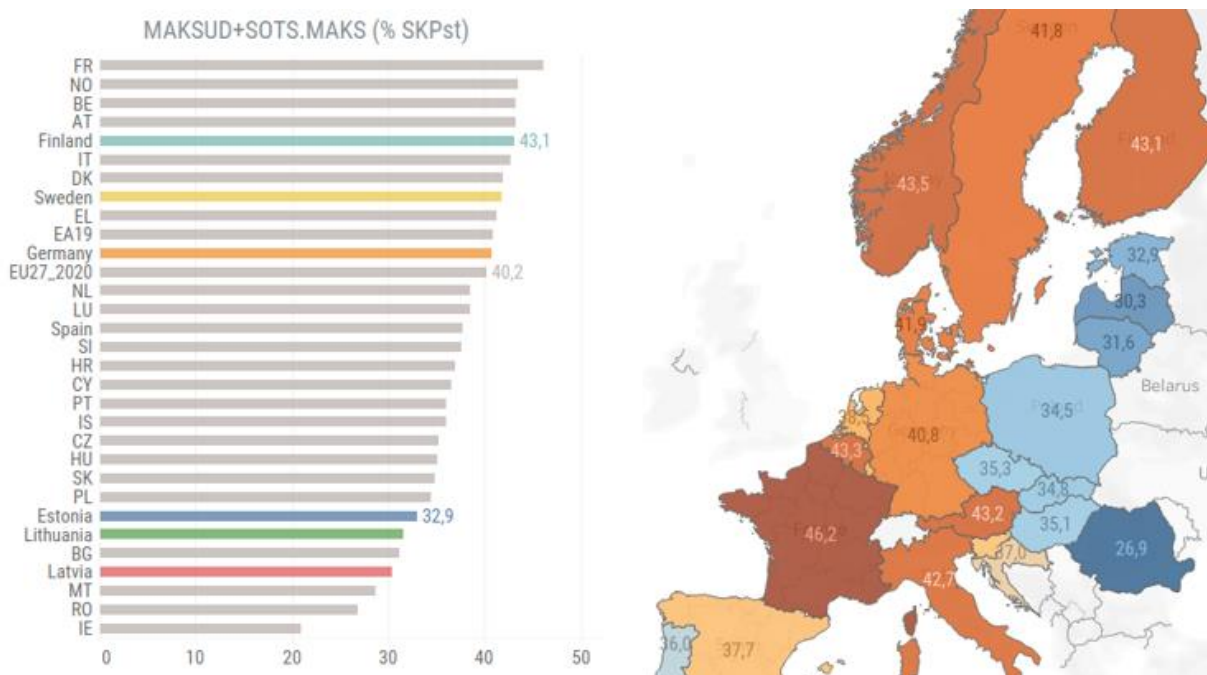 MAKSUD+SOTS.MAKS (% SKPst)
FR
NO
BE
AT
Finland 43,1
IT
DK
Sweden
EL
EA19
Germany
EU27_2020 40,2
NL
LU
Spain
SI
HR
CY
PT
IS
CZ
HU
SK
PL
Estonia 32,9
Lithuania
BG
Latvia
MT
RO
IE
0 10 20 30 40 50
41,8
43,1
43,5
32,9
30,3
41,9
31,6
Belarus
34,5
40,8
43,3
35,3
34,8
43,2
35,1
46,2
37,0
26,9
42,7
36,0
37,7